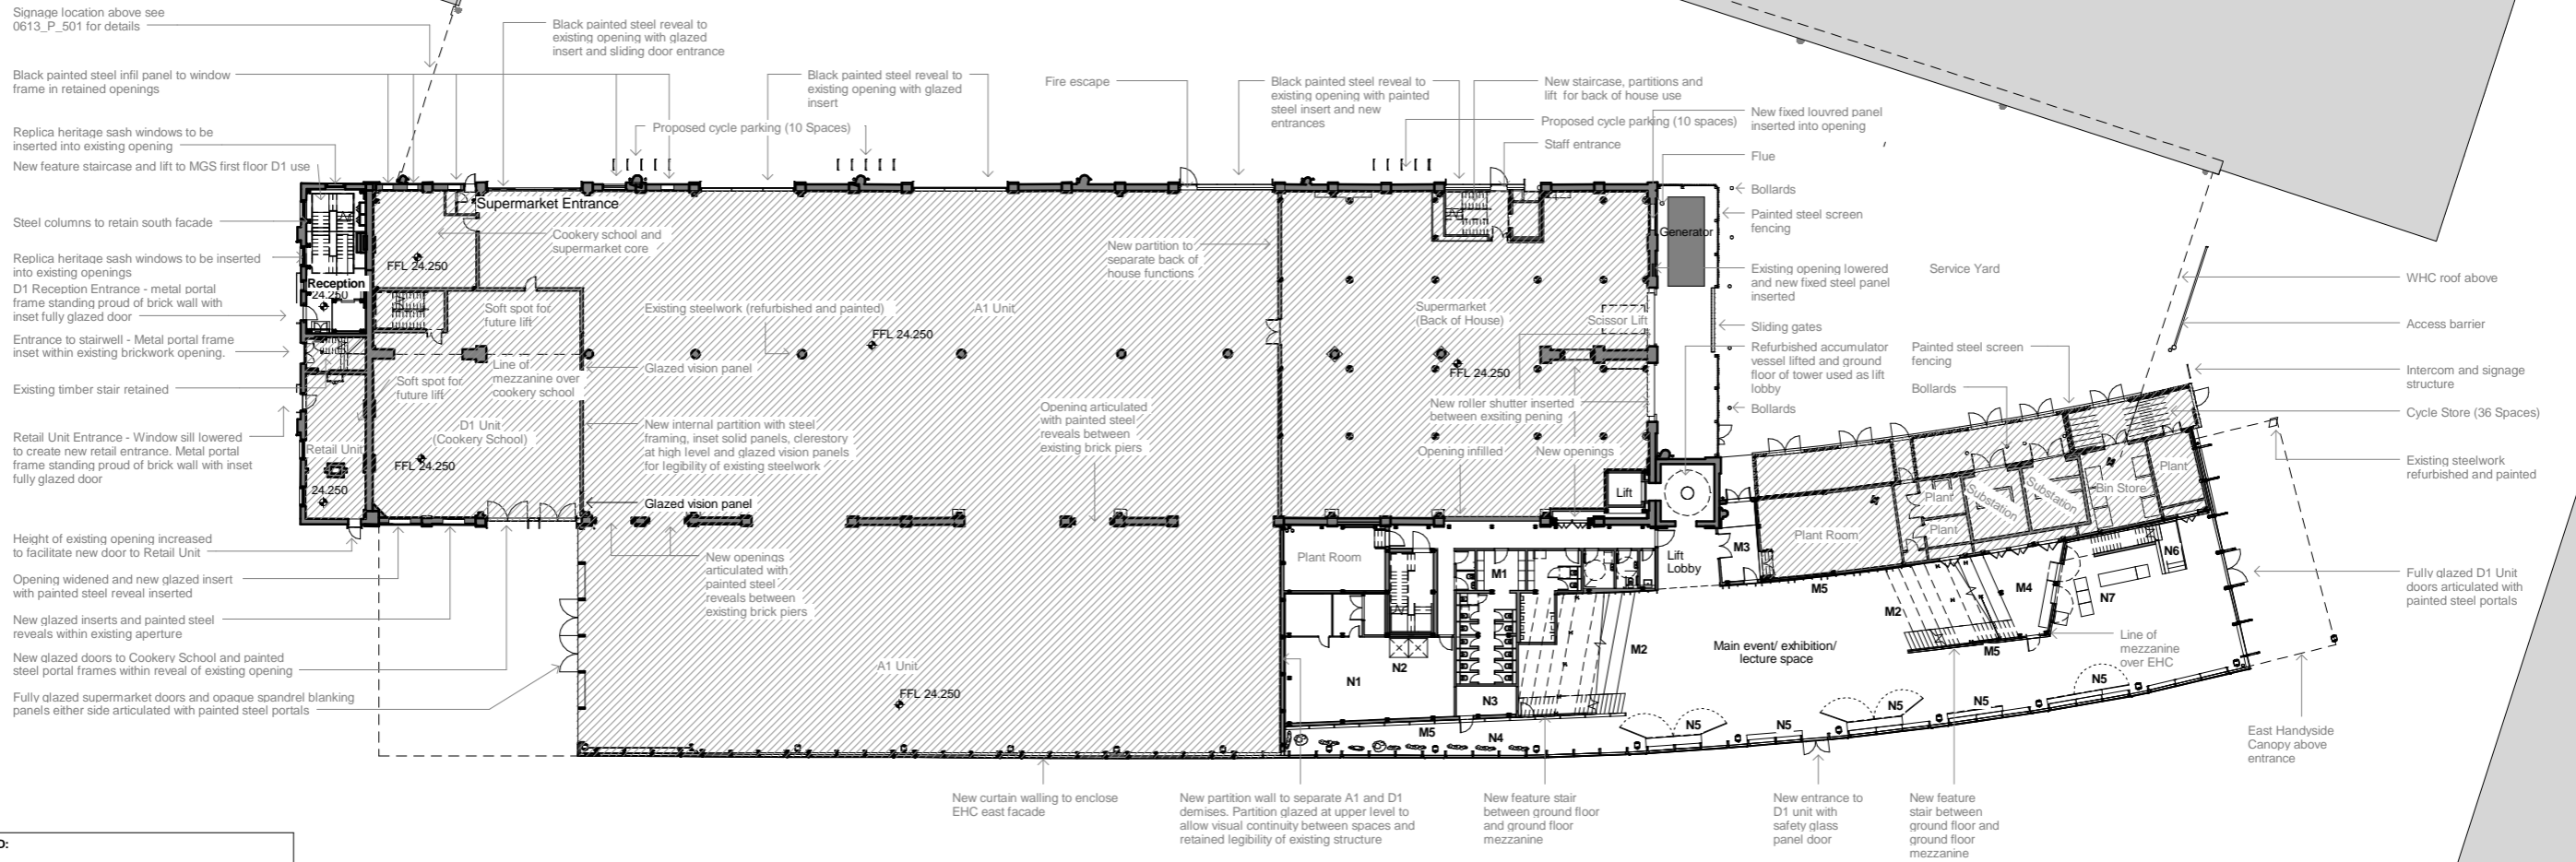 Signage location above see
0613_P_501 for details
Black painted steel infil panel to window
frame in retained openings
Replica heritage sash windows to be
inserted into existing opening
New feature staircase and lift to MGS first floor D1 use
Steel columns to retain south facade
Replica heritage sash windows to be inserted
into existing openings
D1 Reception Entrance - metal portal
frame standing proud of brick wall with
inset fully glazed door
Entrance to stairwell - Metal portal frame
inset within existing brickwork opening.
Existing timber stair retained
Retail Unit Entrance - Window sill lowered
to create new retail entrance. Metal portal
frame standing proud of brick wall with inset
fully glazed door
Height of existing opening increased
to facilitate new door to Retail Unit
Opening widened and new glazed insert
with painted steel reveal inserted
New glazed inserts and painted steel
reveals within existing aperture
New glazed doors to Cookery School and painted
steel portal frames within reveal of existing opening
Fully glazed supermarket doors and opaque spandrel blanking
panels either side articulated with painted steel portals
Black painted steel reveal to
existing opening with glazed
insert and sliding door entrance
Black painted steel reveal to
existing opening with glazed
insert
Proposed cycle parking (10 Spaces)
Fire escape
Black painted steel reveal to
existing opening with painted
steel insert and new
entrances
New staircase, partitions and
lift for back of house use
Proposed cycle parking (10 spaces)
Staff entrance
New fixed louvred panel
inserted into opening
Flue
Bollards
Painted steel screen
fencing
Generator
Existing opening lowered
and new fixed steel panel
inserted
Service Yard
Sliding gates
Refurbished accumulator
vessel lifted and ground
floor of tower used as lift
lobby
Bollards
Painted steel screen
fencing
Bollards
WHC roof above
Access barrier
Intercom and signage
structure
Cycle Store (36 Spaces)
Existing steelwork
refurbished and painted
Fully glazed D1 Unit
doors articulated with
painted steel portals
East Handyside
Canopy above
entrance
Supermarket Entrance
Cookery school and
supermarket core
FFL 24.250
Reception
24.250
Soft spot for
future lift
Existing steelwork (refurbished and painted)
A1 Unit
FFL 24.250
New partition to
separate back of
house functions
Supermarket
(Back of House)
Scissor Lift
FFL 24.250
Line of
mezzanine over
cookery school
Glazed vision panel
Soft spot for
future lift
D1 Unit
(Cookery School)
FFL 24.250
Retail Unit
24.250
New internal partition with steel
framing, inset solid panels, clerestory
at high level and glazed vision panels
for legibility of existing steelwork
Glazed vision panel
Opening articulated
with painted steel
reveals between
existing brick piers
New roller shutter inserted
between exsiting pening
Opening infilled
New openings
Lift
New openings
articulated with
painted steel
reveals between
existing brick piers
A1 Unit
FFL 24.250
Plant Room
M1
Lift
Lobby
M3
Plant Room
Plant
Plant
Substation
Substation
Bin Store
Plant
N1
N2
N3
N4
M5
M2
Main event/ exhibition/
lecture space
M5
M2
M4
M5
N6
N7
Line of
mezzanine
over EHC
N5
N5
N5
N5
N5
New curtain walling to enclose
EHC east facade
New partition wall to separate A1 and D1
demises. Partition glazed at upper level to
allow visual continuity between spaces and
retained legibility of existing structure
New feature stair
between ground floor
and ground floor
mezzanine
New entrance to
D1 unit with
safety glass
panel door
New feature
stair between
ground floor and
ground floor
mezzanine